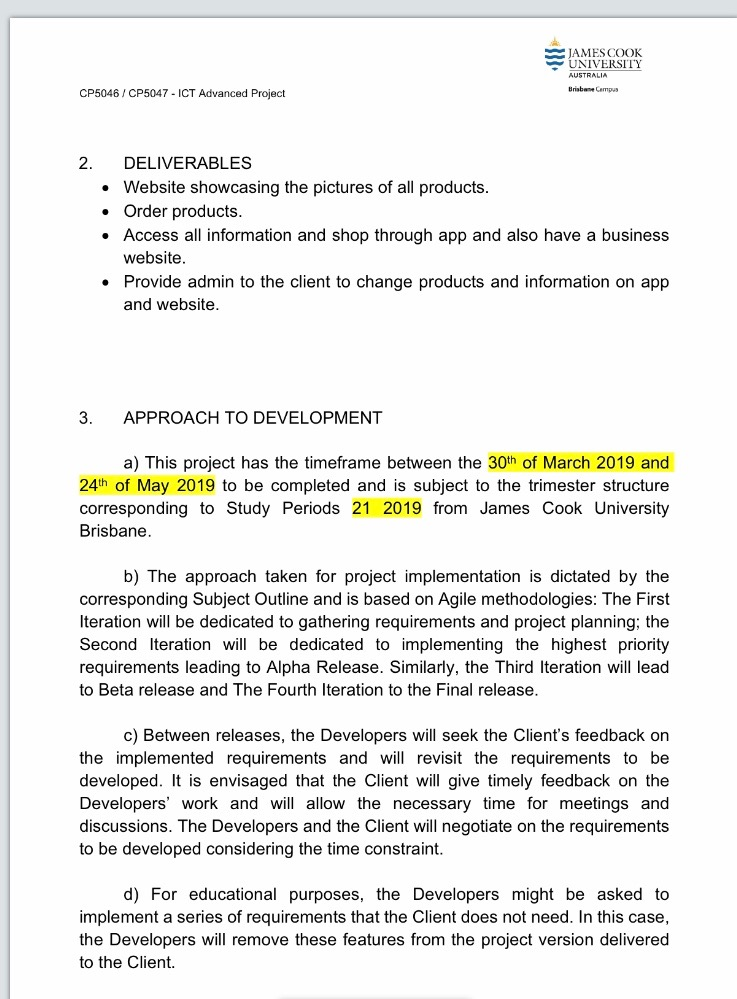 JAMES COOK
UNIVERSITY
AUSTRALIA
Brisbane Campus
CP5046 / CP5047 - ICT Advanced Project
2. DELIVERABLES
• Website showcasing the pictures of all products.
• Order products.
• Access all information and shop through app and also have a business
website.
• Provide admin to the client to change products and information on app
and website.
3. APPROACH TO DEVELOPMENT
a) This project has the timeframe between the 30th of March 2019 and
24th of May 2019 to be completed and is subject to the trimester structure
corresponding to Study Periods 21 2019 from James Cook University
Brisbane.
b) The approach taken for project implementation is dictated by the
corresponding Subject Outline and is based on Agile methodologies: The First
Iteration will be dedicated to gathering requirements and project planning; the
Second Iteration will be dedicated to implementing the highest priority
requirements leading to Alpha Release. Similarly, the Third Iteration will lead
to Beta release and The Fourth Iteration to the Final release.
c) Between releases, the Developers will seek the Client's feedback on
the implemented requirements and will revisit the requirements to be
developed. It is envisaged that the Client will give timely feedback on the
Developers' work and will allow the necessary time for meetings and
discussions. The Developers and the Client will negotiate on the requirements
to be developed considering the time constraint.
d) For educational purposes, the Developers might be asked to
implement a series of requirements that the Client does not need. In this case,
the Developers will remove these features from the project version delivered
to the Client.